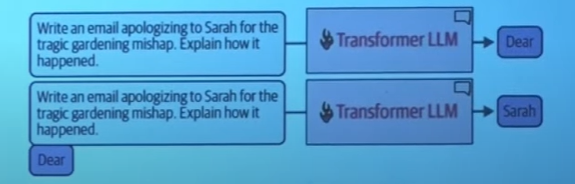 Write an email apologizing to Sarah for the
tragic gardening mishap. Explain how it
happened.
Transformer LLM
Dear
Write an email apologizing to Sarah for the
tragic gardening mishap. Explain how it
happened.
Transformer LLM
Sarah
Dear